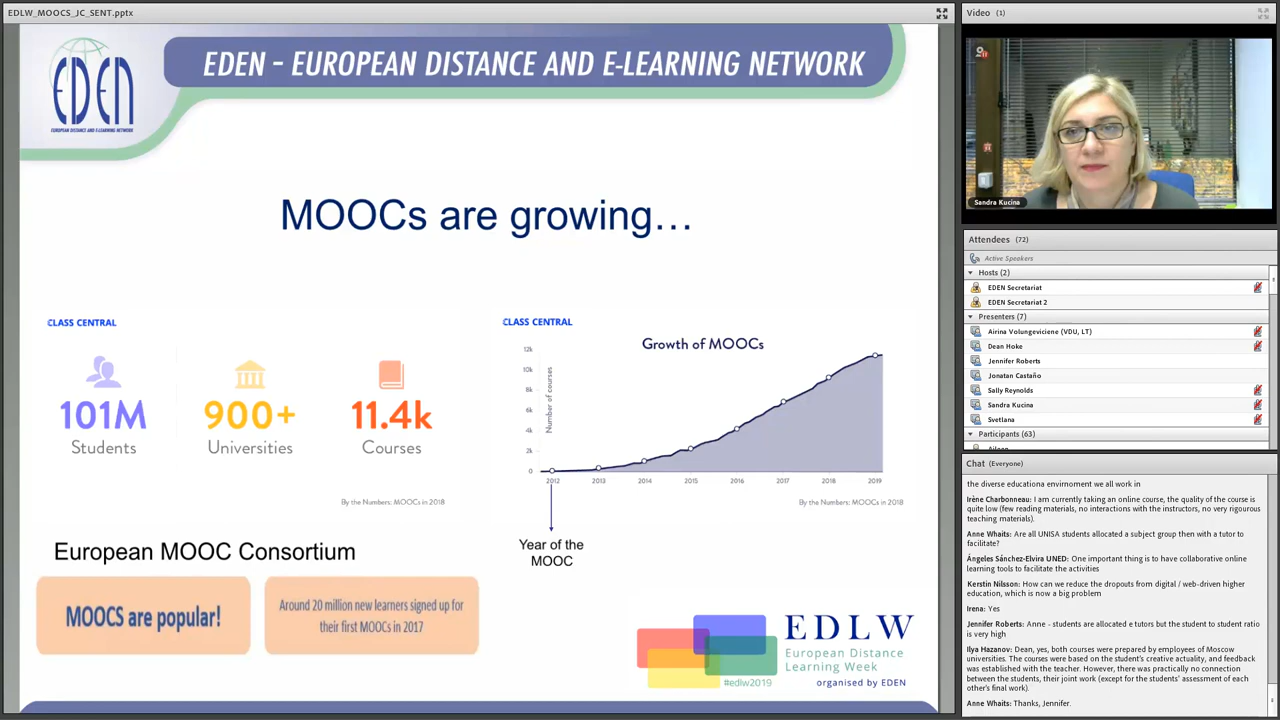 EDLW_MOOCS_JC_SENT.pptx
EDEN
EUROPEAN DISTANCE AND E-LEARNING NETWORK
EDEN - EUROPEAN DISTANCE AND E-LEARNING NETWORK
MOOCs are growing…
CLASS CENTRAL
101M
Students
900+
Universities
11.4k
Courses
By the Numbers: MOOCs in 2018
CLASS CENTRAL
Growth of MOOCs
Number of courses
12k
10k
8k
6k
4k
2k
0
2012 2013 2014 2015 2016 2017 2018 2019
By the Numbers: MOOCs in 2018
Year of the
MOOC
European MOOC Consortium
MOOCS are popular!
Around 20 million new learners signed up for
their first MOOCs in 2017
EDLW
European Distance
Learning Week
#edlw2019
organised by EDEN
Video (1)
Sandra Kucina
Attendees (72)
Active Speakers
Hosts (2)
EDEN Secretariat
EDEN Secretariat 2
Presenters (7)
Airina Volungeviciene (VDU, LT)
Dean Hoke
Jennifer Roberts
Jonatan Castaño
Sally Reynolds
Sandra Kucina
Svetlana
Participants (63)
Chat (Everyone)
the diverse educationa envirnoment we all work in
Irène Charbonneau: I am currently taking an online course, the quality of the course is
quite low (few reading materials, no interactions with the instructors, no very rigourous
teaching materials).
Anne Whaits: Are all UNISA students allocated a subject group then with a tutor to
facilitate?
Ángeles Sánchez-Elvira UNED: One important thing is to have collaborative online
learning tools to facilitate the activities
Kerstin Nilsson: How can we reduce the dropouts from digital / web-driven higher
education, which is now a big problem
Irena: Yes
Jennifer Roberts: Anne - students are allocated e tutors but the student to student ratio
is very high
Ilya Hazanov: Dean, yes, both courses were prepared by employees of Moscow
universities. The courses were based on the student's creative actuality, and feedback
was established with the teacher. However, there was practically no connection
between the students, their joint work (except for the students' assessment of each
other's final work).
Anne Whaits: Thanks, Jennifer.